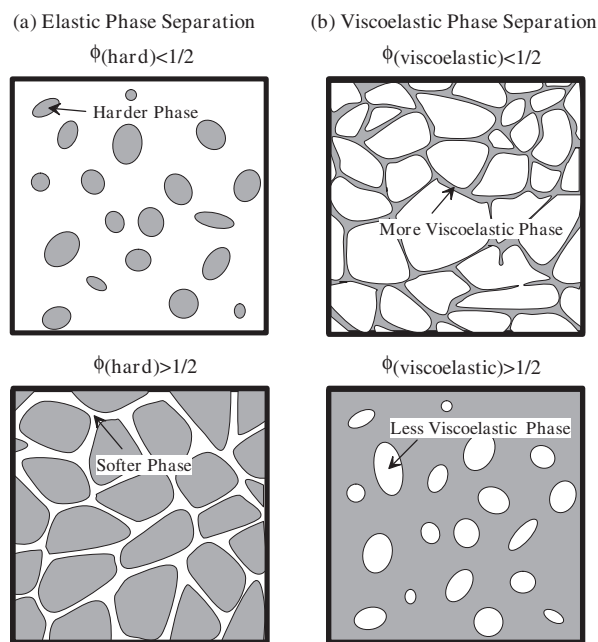 (a) Elastic Phase Separation
ϕ(hard)<1/2
Harder Phase
ϕ(hard)>1/2
Softer Phase
(b) Viscoelastic Phase Separation
ϕ(viscoelastic)<1/2
More Viscoelastic Phase
ϕ(viscoelastic)>1/2
Less Viscoelastic Phase